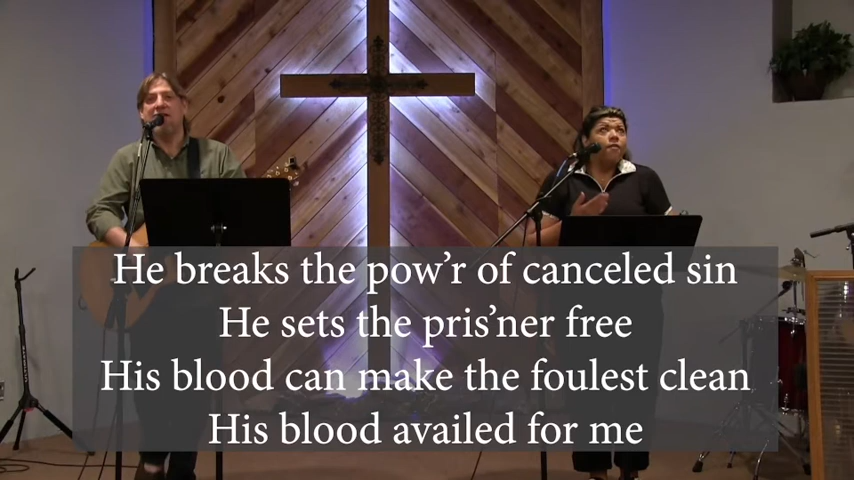 He breaks the pow’r of canceled sin
He sets the pris’ner free
His blood can make the foulest clean
His blood availed for me